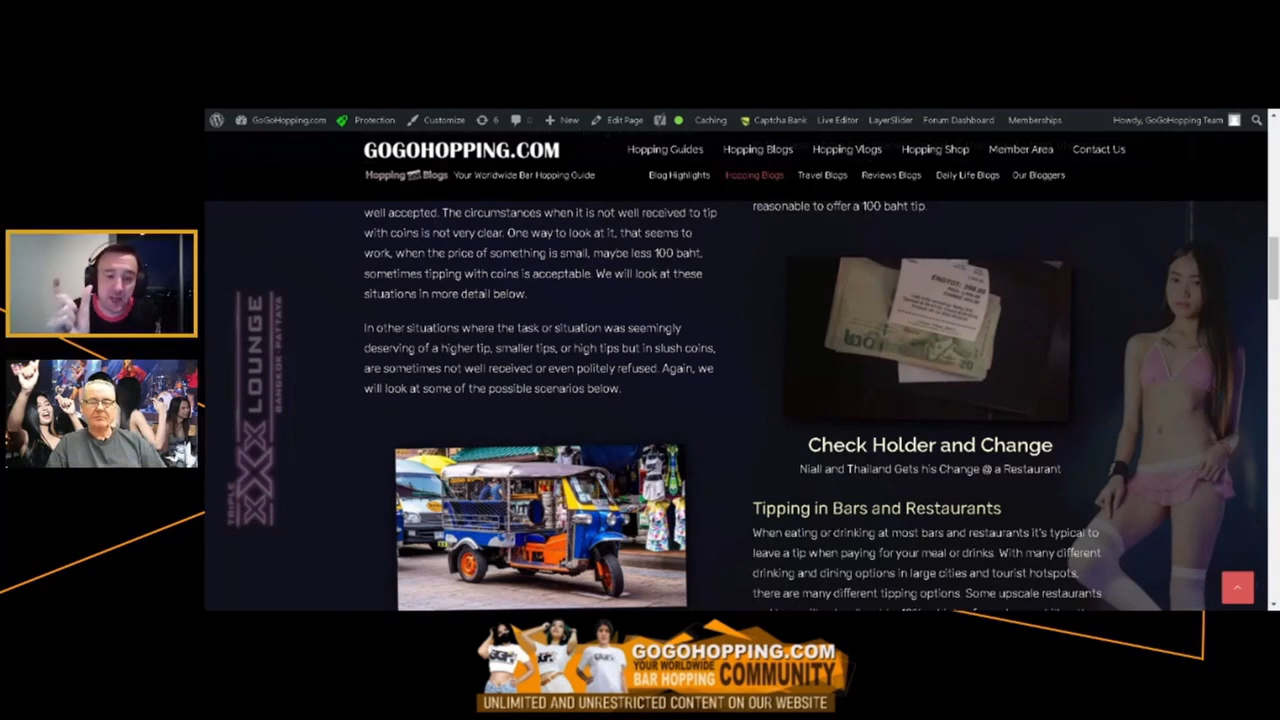 GoGoHopping.com
Protection
Customize
6
0
New
Edit Page
Caching
Captcha Bank
Live Editor
LayerSlider
Forum Dashboard
Memberships
Howdy, GoGoHopping Team
GOGOHOPPING.COM
Hopping Guides
Hopping Blogs
Hopping Vlogs
Hopping Shop
Member Area
Contact Us
Hopping Blogs
Your Worldwide Bar Hopping Guide
Blog Highlights
Hopping Blogs
Travel Blogs
Reviews Blogs
Daily Life Blogs
Our Bloggers
well accepted. The circumstances when it is not well received to tip
with coins is not very clear. One way to look at it, that seems to
work, when the price of something is small, maybe less 100 baht,
sometimes tipping with coins is acceptable. We will look at these
situations in more detail below.
In other situations where the task or situation was seemingly
deserving of a higher tip, smaller tips, or high tips but in slush coins,
are sometimes not well received or even politely refused. Again, we
will look at some of the possible scenarios below.
reasonable to offer a 100 baht tip.
20
Check Holder and Change
Niall and Thailand Gets his Change @ a Restaurant
Tipping in Bars and Restaurants
When eating or drinking at most bars and restaurants it's typical to
leave a tip when paying for your meal or drinks. With many different
drinking and dining options in large cities and tourist hotspots,
there are many different tipping options. Some upscale restaurants
TRIPLE
XXX LOUNGE
BANGKOK PATTAYA
GOGOHOPPING.COM
YOUR WORLDWIDE
BAR HOPPING
COMMUNITY
UNLIMITED AND UNRESTRICTED CONTENT ON OUR WEBSITE